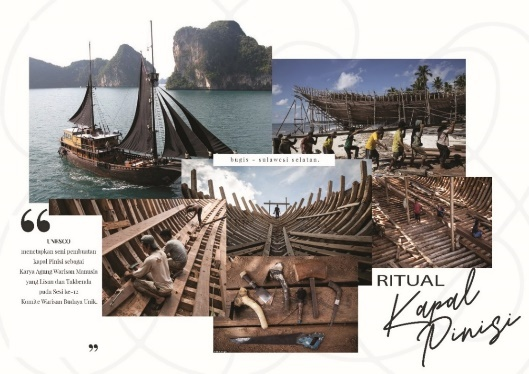 bugis - sulawesi selatan.
“
UNESCO
menetapkan seni pembuatan
kapal Pinisi sebagai
Karya Agung Warisan Manusia
yang Lisan dan Takbenda
pada Sesi ke-12
Komite Warisan Budaya Unik.
”
RITUAL
Kapal
Pinisi